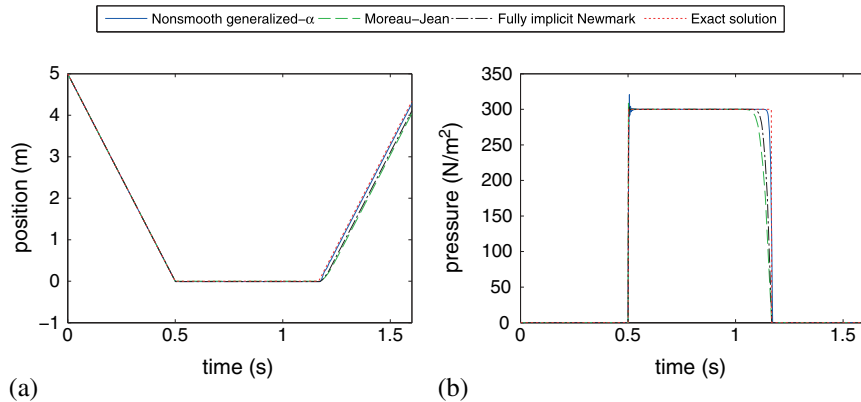 Nonsmooth generalized-α Moreau-Jean Fully implicit Newmark Exact solution
5
4
3
2
1
0
−1
position (m)
0 0.5 1 1.5
time (s)
(a)
350
300
250
200
150
100
50
0
pressure (N/m²)
0 0.5 1 1.5
time (s)
(b)